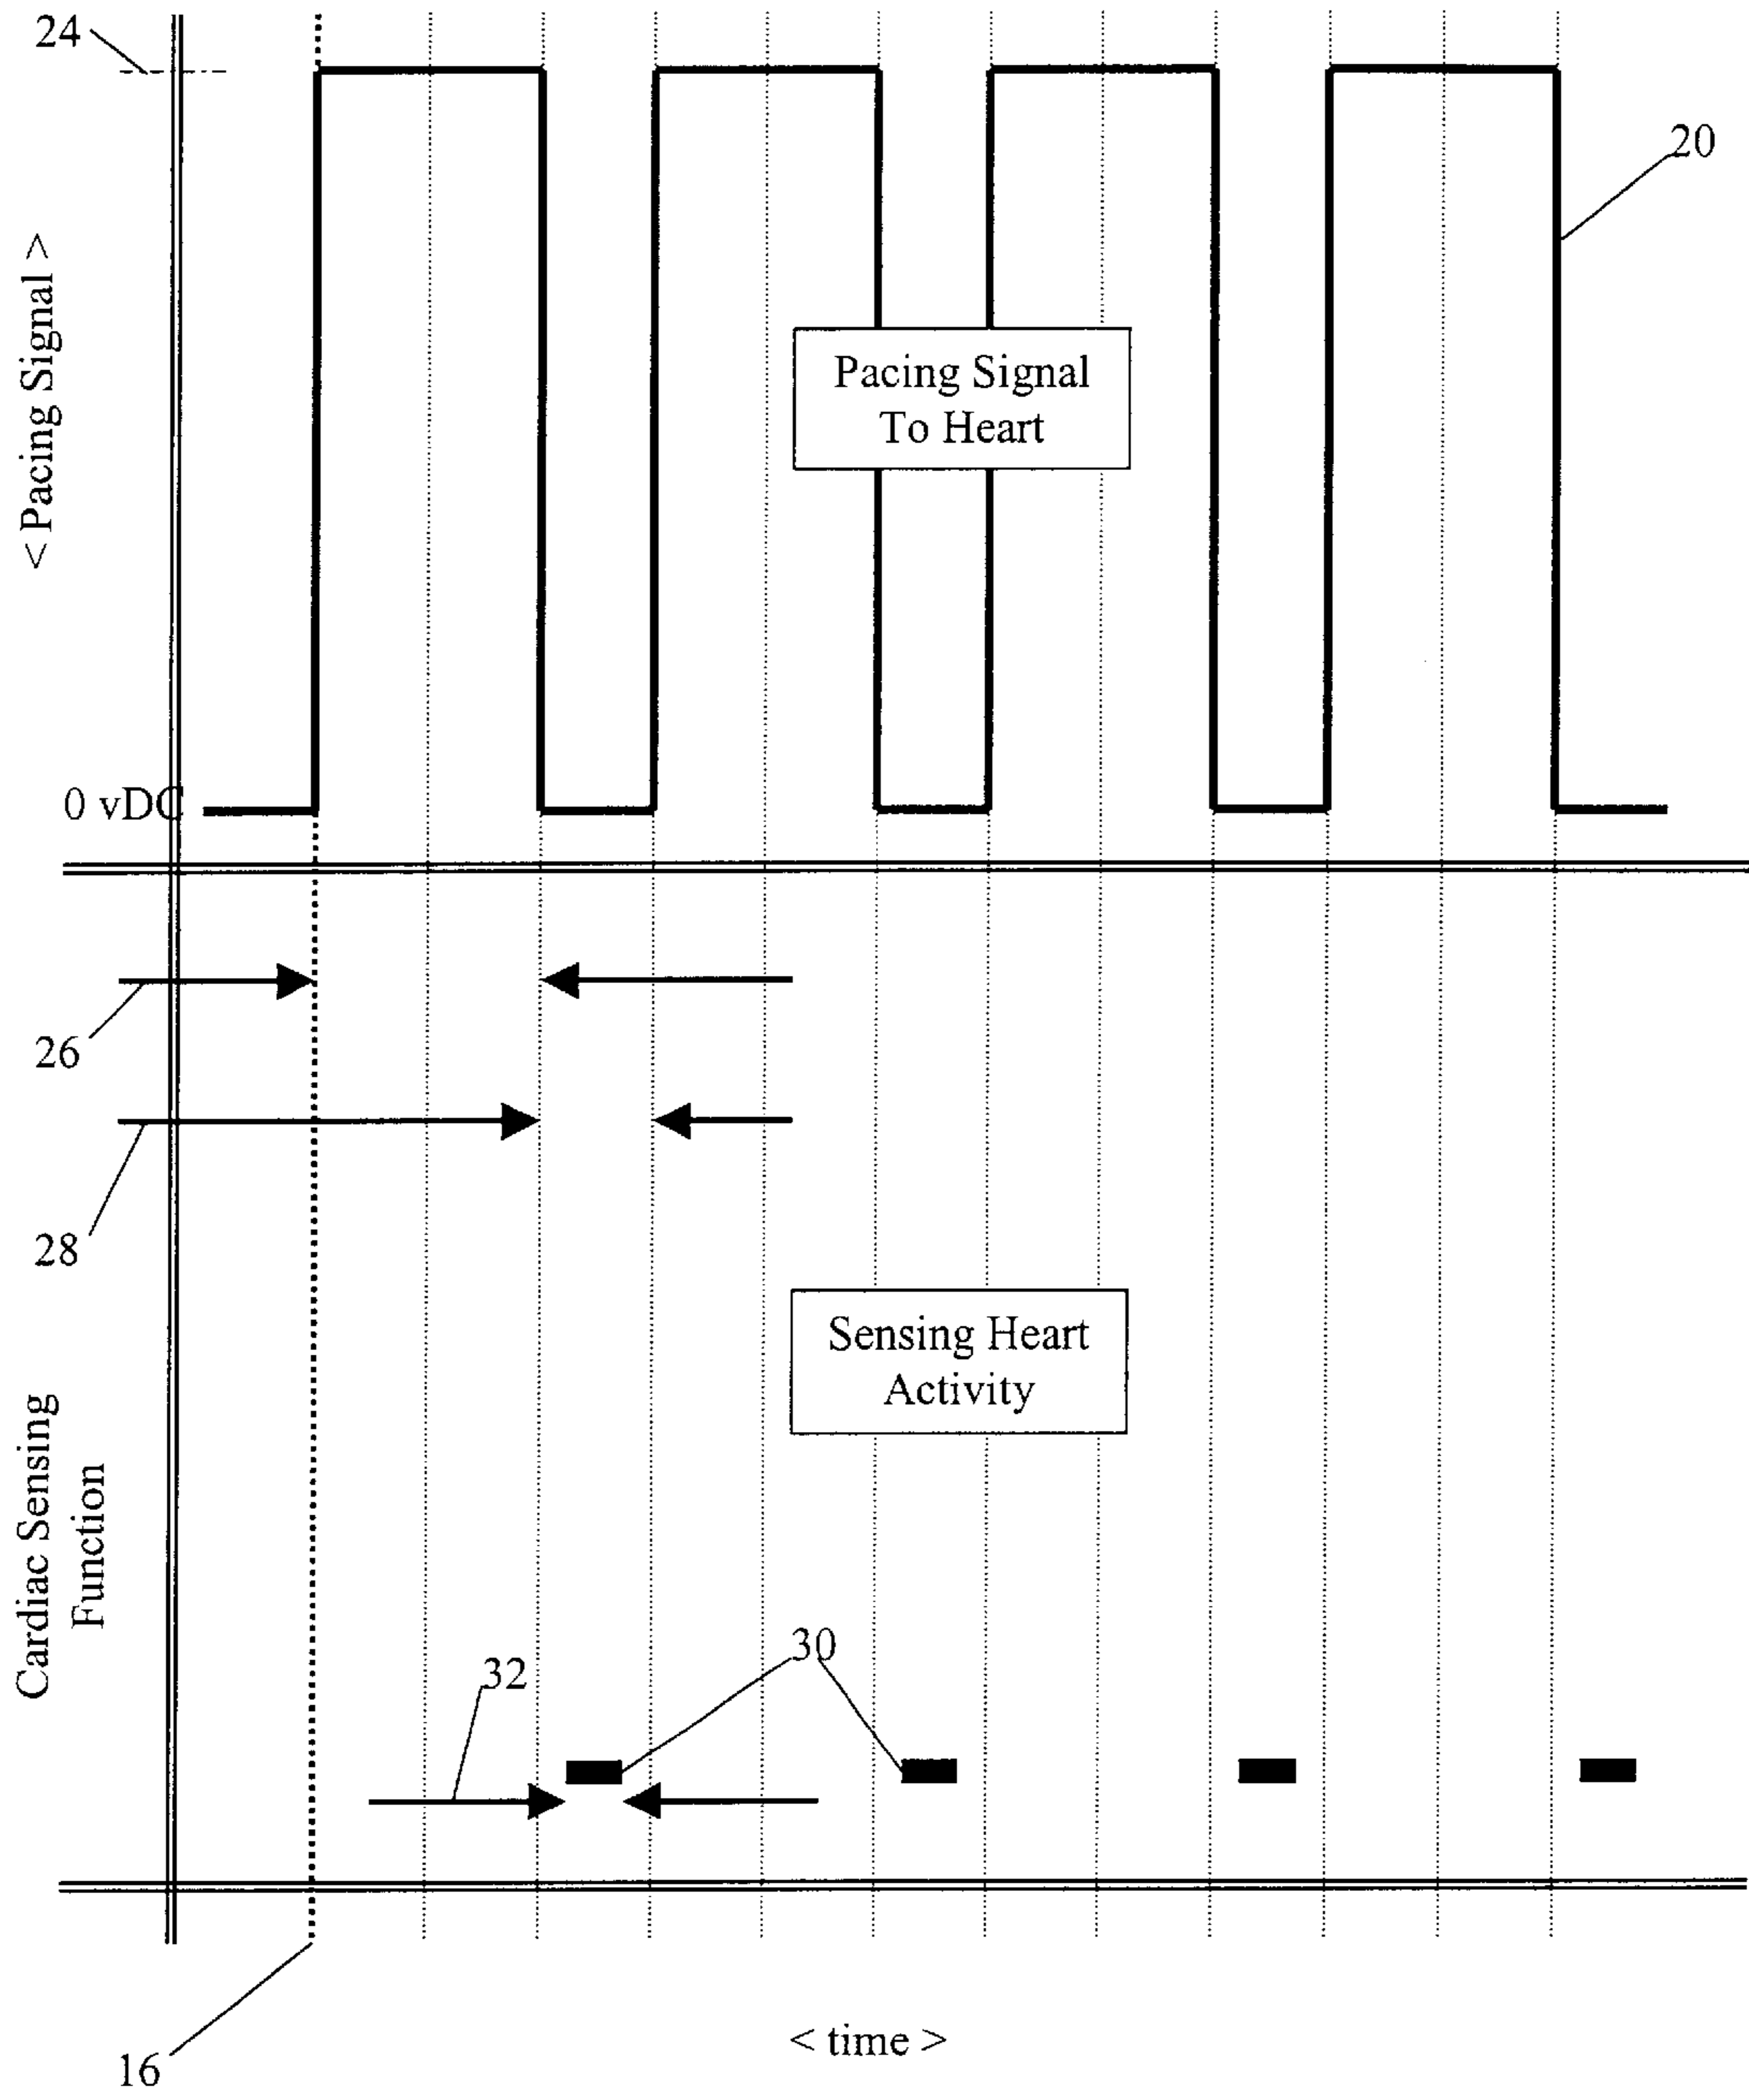 24
20
< Pacing Signal >
Pacing Signal
To Heart
0 vDC
26
28
Sensing Heart
Activity
Cardiac Sensing
Function
30
32
16
< time >